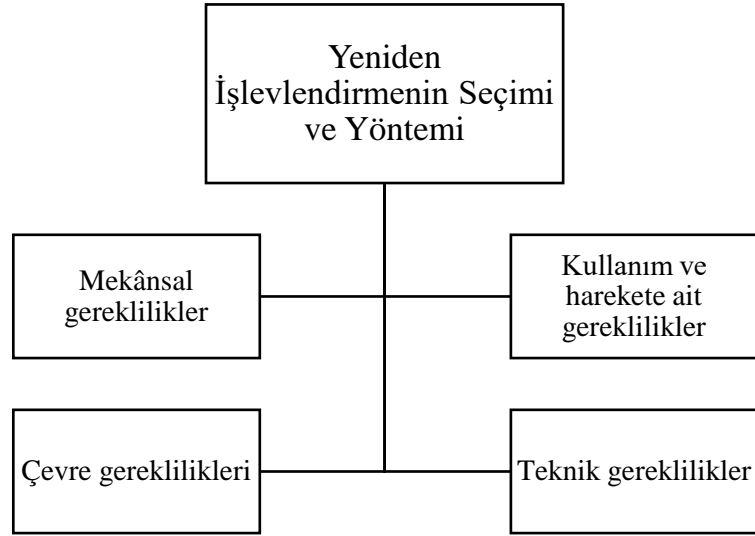 Yeniden
İşlevlendirmenin Seçimi
ve Yöntemi
Mekânsal
gereklilikler
Kullanım ve
harekete ait
gereklilikler
Çevre gereklilikleri
Teknik gereklilikler